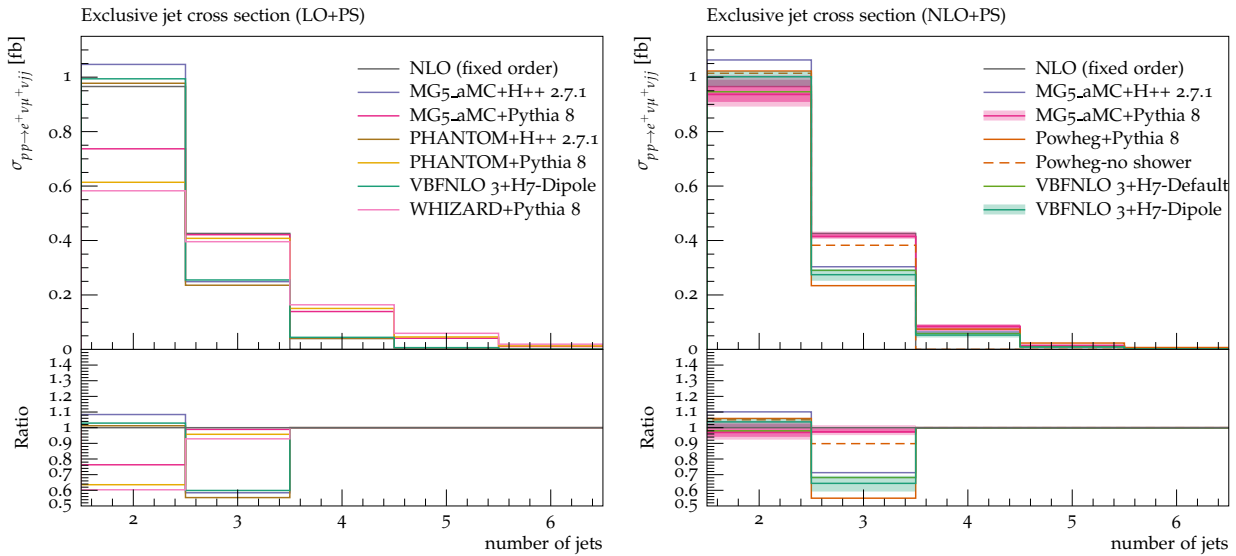 Exclusive jet cross section (LO+PS)
σ_{pp→e⁺νμ⁺νjj} [fb]
1
0.8
0.6
0.4
0.2
0
NLO (fixed order)
MG5_aMC+H++ 2.7.1
MG5_aMC+Pythia 8
PHANTOM+H++ 2.7.1
PHANTOM+Pythia 8
VBFNLO 3+H7-Dipole
WHIZARD+Pythia 8
Ratio
1.4
1.3
1.2
1.1
1
0.9
0.8
0.7
0.6
0.5
2 3 4 5 6
number of jets
Exclusive jet cross section (NLO+PS)
σ_{pp→e⁺νμ⁺νjj} [fb]
1
0.8
0.6
0.4
0.2
0
NLO (fixed order)
MG5_aMC+H++ 2.7.1
MG5_aMC+Pythia 8
Powheg+Pythia 8
Powheg-no shower
VBFNLO 3+H7-Default
VBFNLO 3+H7-Dipole
Ratio
1.4
1.3
1.2
1.1
1
0.9
0.8
0.7
0.6
0.5
2 3 4 5 6
number of jets